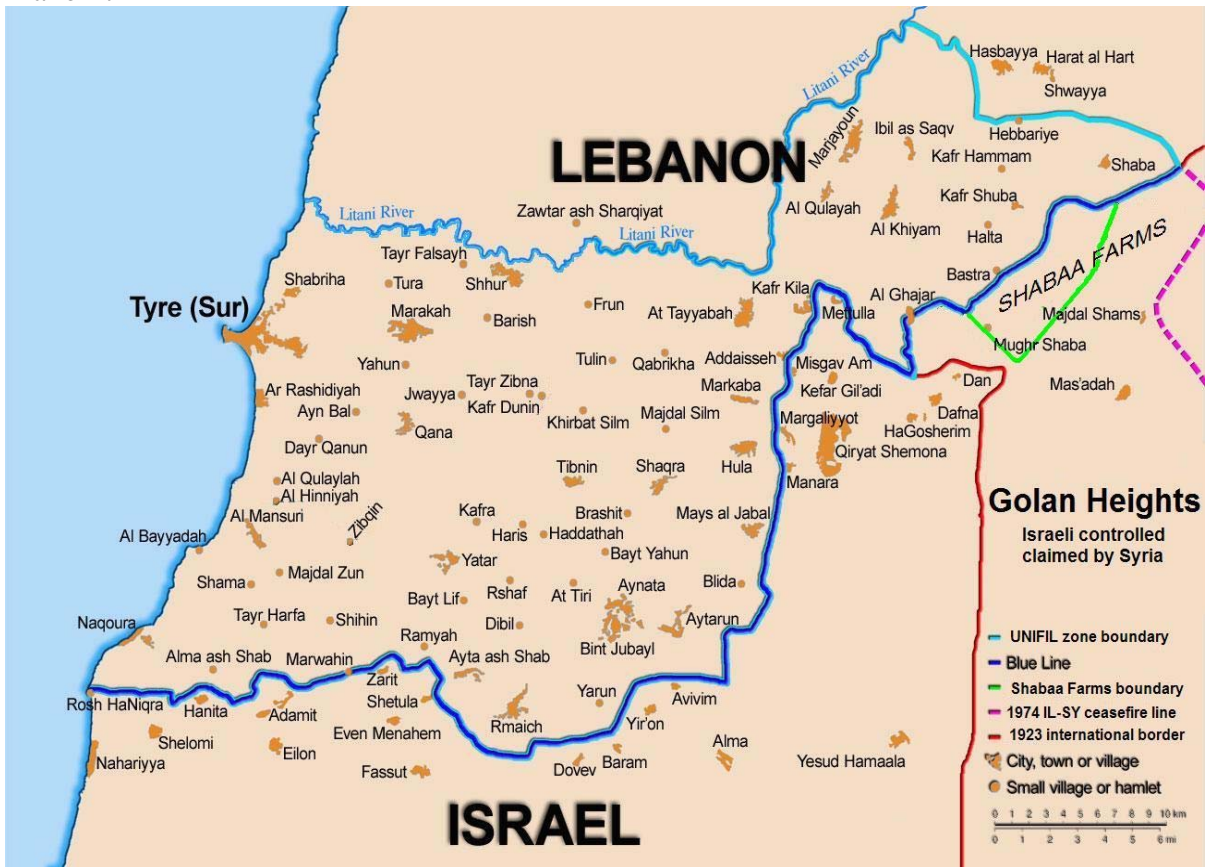 Litani River
Hasbayya
Harat al Hart
Shwayya
Marjayoun
Ibil as Saqv
Hebbariye
LEBANON
Kafr Hammam
Shaba
Litani River
Zawtar ash Sharqiyat
Litani River
Al Qulayah
Kafr Shuba
Al Khiyam
Halta
Tayr Falsayh
Shabriha
Tura
Shhur
Bastra
SHABAA FARMS
Kafr Kila
Al Ghajar
Tyre (Sur)
Marakah
Barish
Frun
At Tayyabah
Mettulla
Majdal Shams
Mughr Shaba
Yahun
Tulin
Qabrikha
Addaisseh
Misgav Am
Ar Rashidiyah
Jwayya
Tayr Zibna
Kafr Dunin
Markaba
Kefar Gil'adi
Dan
Mas'adah
Ayn Bal
Khirbat Silm
Majdal Silm
Margaliyyot
Dafna
HaGosherim
Dayr Qanun
Qana
Hula
Qiryat Shemona
Al Qulaylah
Al Hinniyah
Tibnin
Shaqra
Manara
Al Mansuri
Zibqin
Kafra
Haris
Brashit
Haddathah
Mays al Jabal
Golan Heights
Israeli controlled
claimed by Syria
Al Bayyadah
Yatar
Bayt Yahun
Shama
Majdal Zun
Rshaf
At Tiri
Aynata
Blida
Bayt Lif
Naqoura
Tayr Harfa
Shihin
Dibil
Aytarun
Ramyah
Bint Jubayl
Alma ash Shab
Marwahin
Ayta ash Shab
Zarit
Rosh HaNiqra
Hanita
Adamit
Shetula
Rmaich
Yarun
Avivim
Shelomi
Eilon
Even Menahem
Yir'on
Nahariyya
Fassut
Dovev
Baram
Alma
Yesud Hamaala
ISRAEL
UNIFIL zone boundary
Blue Line
Shabaa Farms boundary
1974 IL-SY ceasefire line
1923 international border
City, town or village
Small village or hamlet
0 1 2 3 4 5 6 7 8 9 10 km
0 1 2 3 4 5 6 mi